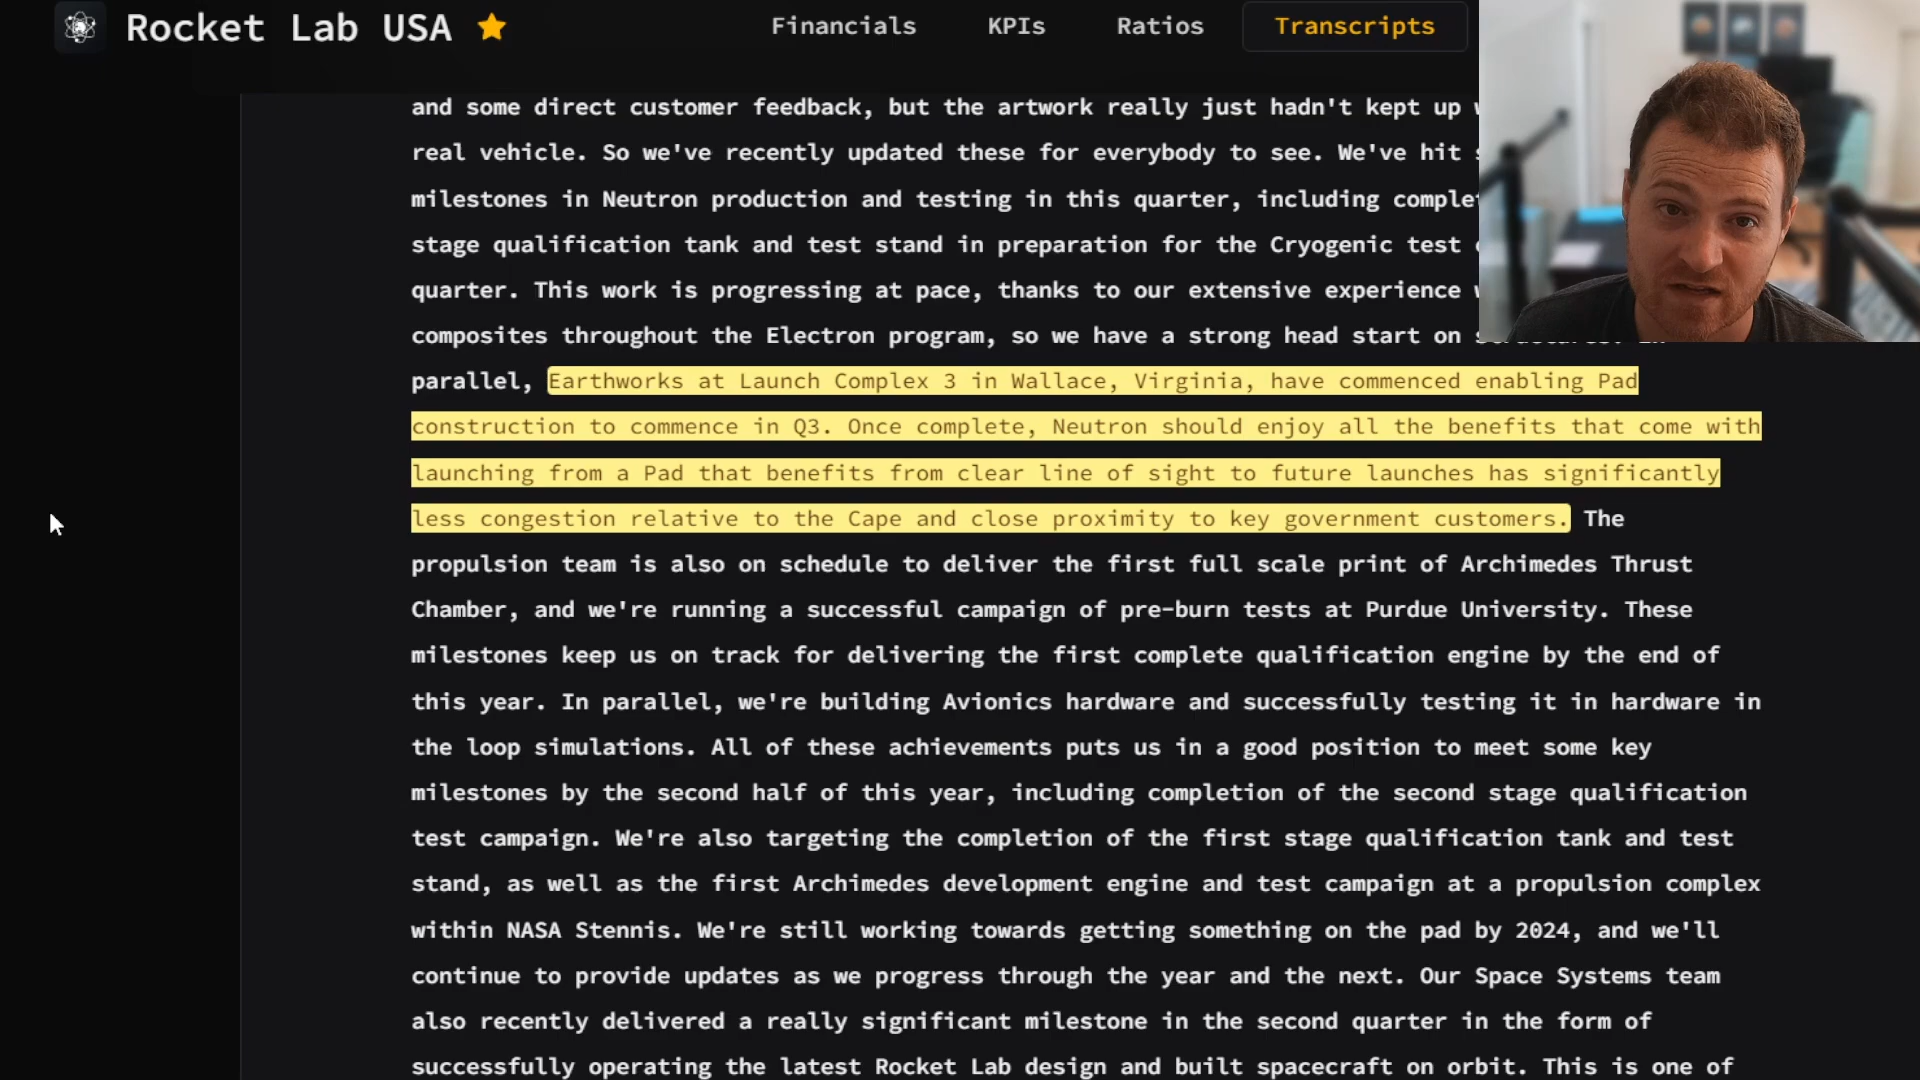 Rocket Lab USA
Financials KPIs Ratios Transcripts
and some direct customer feedback, but the artwork really just hadn't kept up
real vehicle. So we've recently updated these for everybody to see. We've hit
milestones in Neutron production and testing in this quarter, including
stage qualification tank and test stand in preparation for the Cryogenic test
quarter. This work is progressing at pace, thanks to our extensive experience
composites throughout the Electron program, so we have a strong head start on
parallel, Earthworks at Launch Complex 3 in Wallace, Virginia, have commenced enabling Pad
construction to commence in Q3. Once complete, Neutron should enjoy all the benefits that come with
launching from a Pad that benefits from clear line of sight to future launches has significantly
less congestion relative to the Cape and close proximity to key government customers. The
propulsion team is also on schedule to deliver the first full scale print of Archimedes Thrust
Chamber, and we're running a successful campaign of pre-burn tests at Purdue University. These
milestones keep us on track for delivering the first complete qualification engine by the end of
this year. In parallel, we're building Avionics hardware and successfully testing it in hardware in
the loop simulations. All of these achievements puts us in a good position to meet some key
milestones by the second half of this year, including completion of the second stage qualification
test campaign. We're also targeting the completion of the first stage qualification tank and test
stand, as well as the first Archimedes development engine and test campaign at a propulsion complex
within NASA Stennis. We're still working towards getting something on the pad by 2024, and we'll
continue to provide updates as we progress through the year and the next. Our Space Systems team
also recently delivered a really significant milestone in the second quarter in the form of
successfully operating the latest Rocket Lab design and built spacecraft on orbit. This is one of